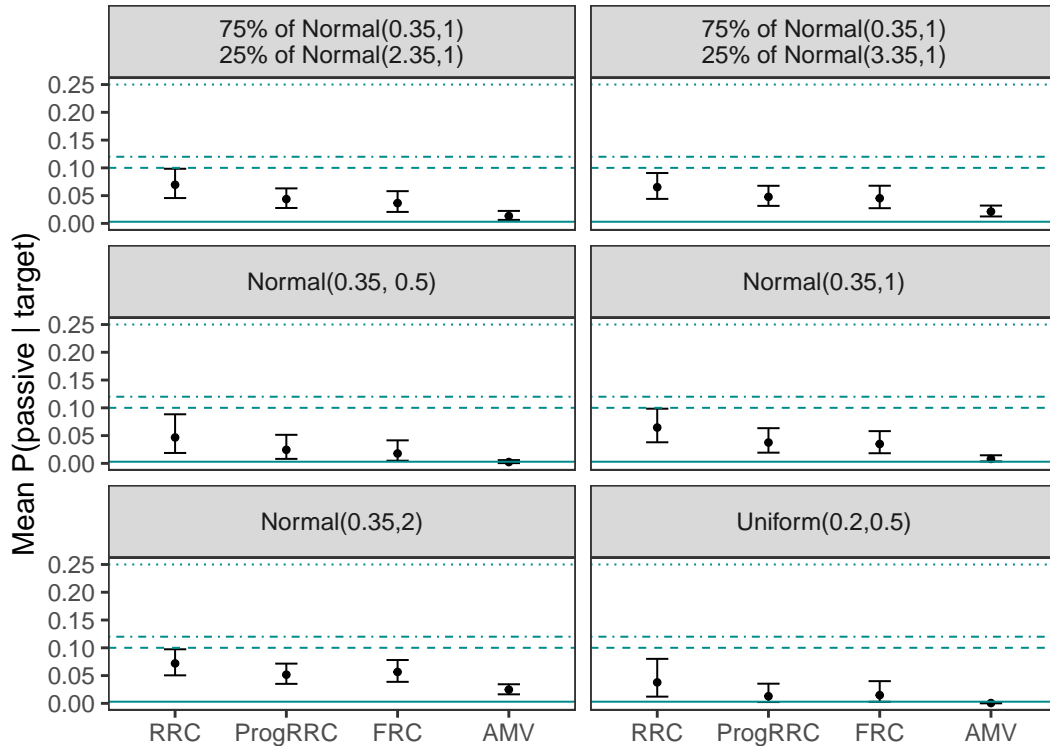 75% of Normal(0.35,1)
25% of Normal(2.35,1)
75% of Normal(0.35,1)
25% of Normal(3.35,1)
0.25
0.20
0.15
0.10
0.05
0.00
Normal(0.35, 0.5)
Normal(0.35,1)
0.25
0.20
0.15
0.10
0.05
0.00
Normal(0.35,2)
Uniform(0.2,0.5)
0.25
0.20
0.15
0.10
0.05
0.00
RRC ProgRRC FRC AMV
RRC ProgRRC FRC AMV
Mean P(passive | target)